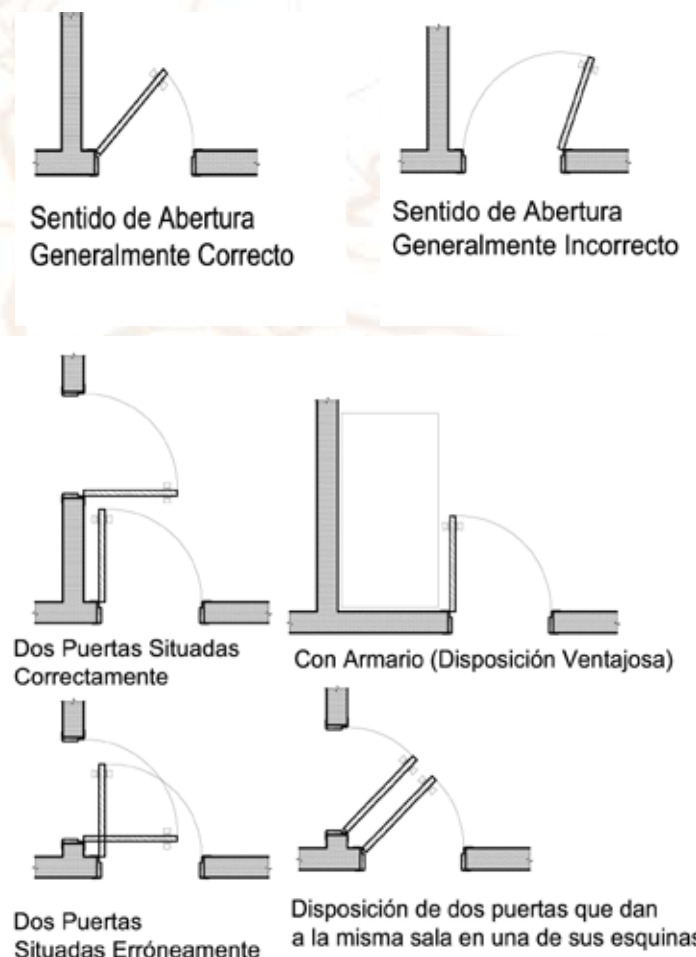 Sentido de Abertura
Generalmente Correcto
Sentido de Abertura
Generalmente Incorrecto
Dos Puertas Situadas
Correctamente
Con Armario (Disposición Ventajosa)
Dos Puertas
Situadas Erróneamente
Disposición de dos puertas que dan
a la misma sala en una de sus esquinas